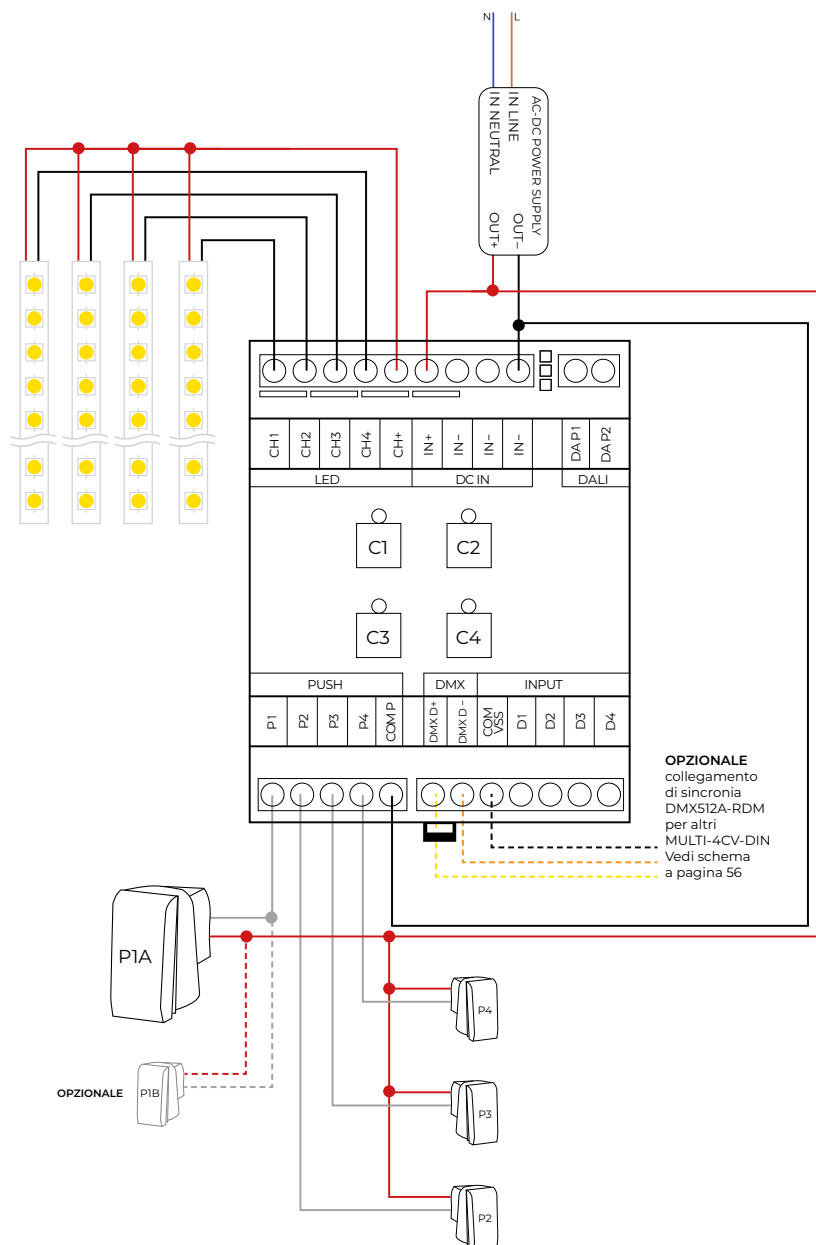 N L
IN NEUTRAL
IN LINE
AC-DC POWER SUPPLY
OUT+
OUT-
CH1 CH2 CH3 CH4 CH+ IN+ IN- IN- IN- DA P1 DA P2
LED DC IN DALI
C1 C2
C3 C4
PUSH DMX INPUT
P1 P2 P3 P4 COM P DMX D+ DMX D - COM VSS D1 D2 D3 D4
OPZIONALE
collegamento
di sincronia
DMX512A-RDM
per altri
MULTI-4CV-DIN
Vedi schema
a pagina 56
P1A
P4
OPZIONALE P1B
P3
P2